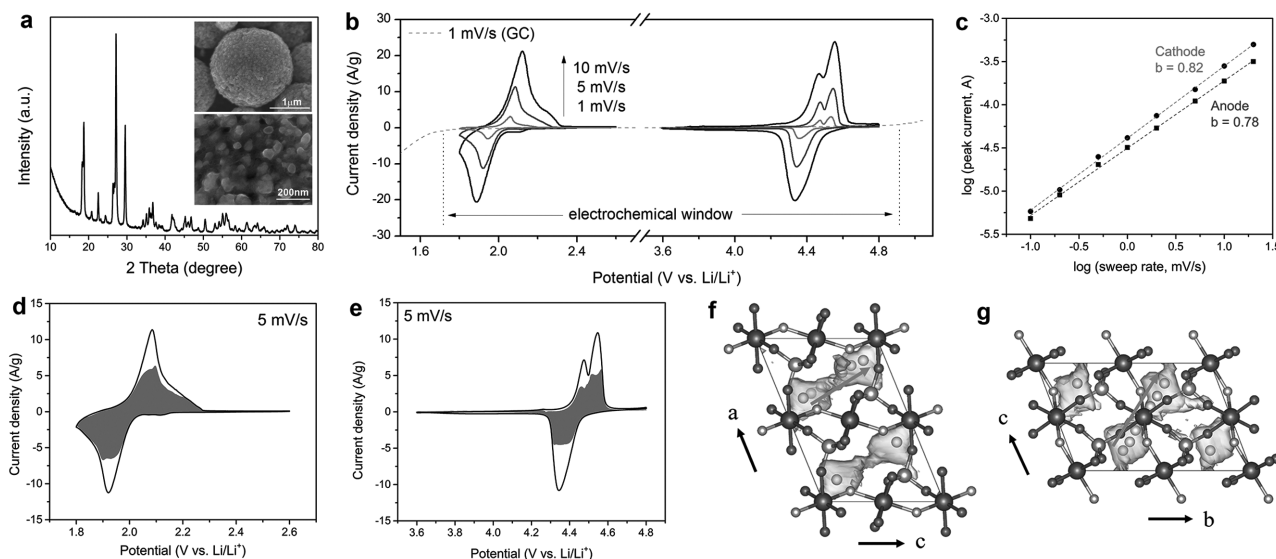 a
Intensity (a.u.)
1μm
200nm
10 20 30 40 50 60 70 80
2 Theta (degree)
b
1 mV/s (GC)
10 mV/s
5 mV/s
1 mV/s
electrochemical window
Current density (A/g)
30
20
10
0
10
20
30
1.6 2.0 2.4 4.0 4.4 4.8
Potential (V vs. Li/Li⁺)
c
log (peak current, A)
-3.0
-3.5
-4.0
-4.5
-5.0
-5.5
Cathode
b = 0.82
Anode
b = 0.78
-1.0 -0.5 0.0 0.5 1.0 1.5
log (sweep rate, mV/s)
d
5 mV/s
Current density (A/g)
15
10
5
0
-5
-10
-15
1.8 2.0 2.2 2.4 2.6
Potential (V vs. Li/Li⁺)
e
5 mV/s
Current density (A/g)
15
10
5
0
-5
-10
-15
3.6 3.8 4.0 4.2 4.4 4.6 4.8
Potential (V vs. Li/Li⁺)
f
a
c
g
c
b